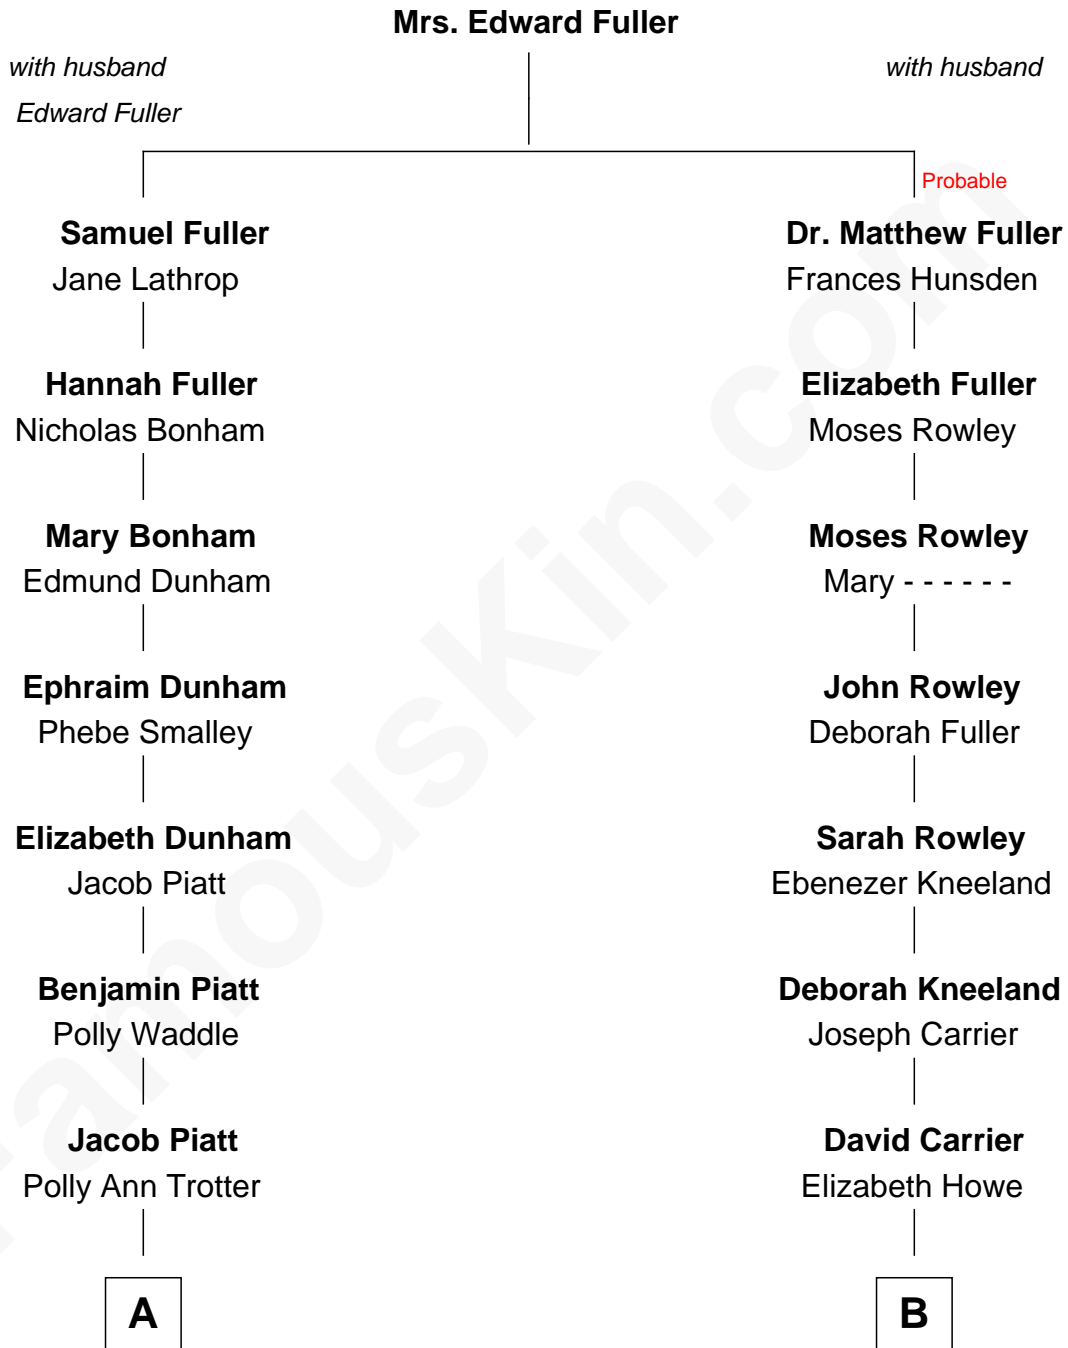 Mrs. Edward Fuller
with husband
with husband
Edward Fuller
Probable
Samuel Fuller
Dr. Matthew Fuller
Jane Lathrop
Frances Hunsden
Hannah Fuller
Elizabeth Fuller
Nicholas Bonham
Moses Rowley
Mary Bonham
Moses Rowley
Edmund Dunham
Mary - - - - - -
Ephraim Dunham
John Rowley
Phebe Smalley
Deborah Fuller
Elizabeth Dunham
Sarah Rowley
Jacob Piatt
Ebenezer Kneeland
Benjamin Piatt
Deborah Kneeland
Polly Waddle
Joseph Carrier
Jacob Piatt
David Carrier
Polly Ann Trotter
Elizabeth Howe
A
B
FamousKin.com